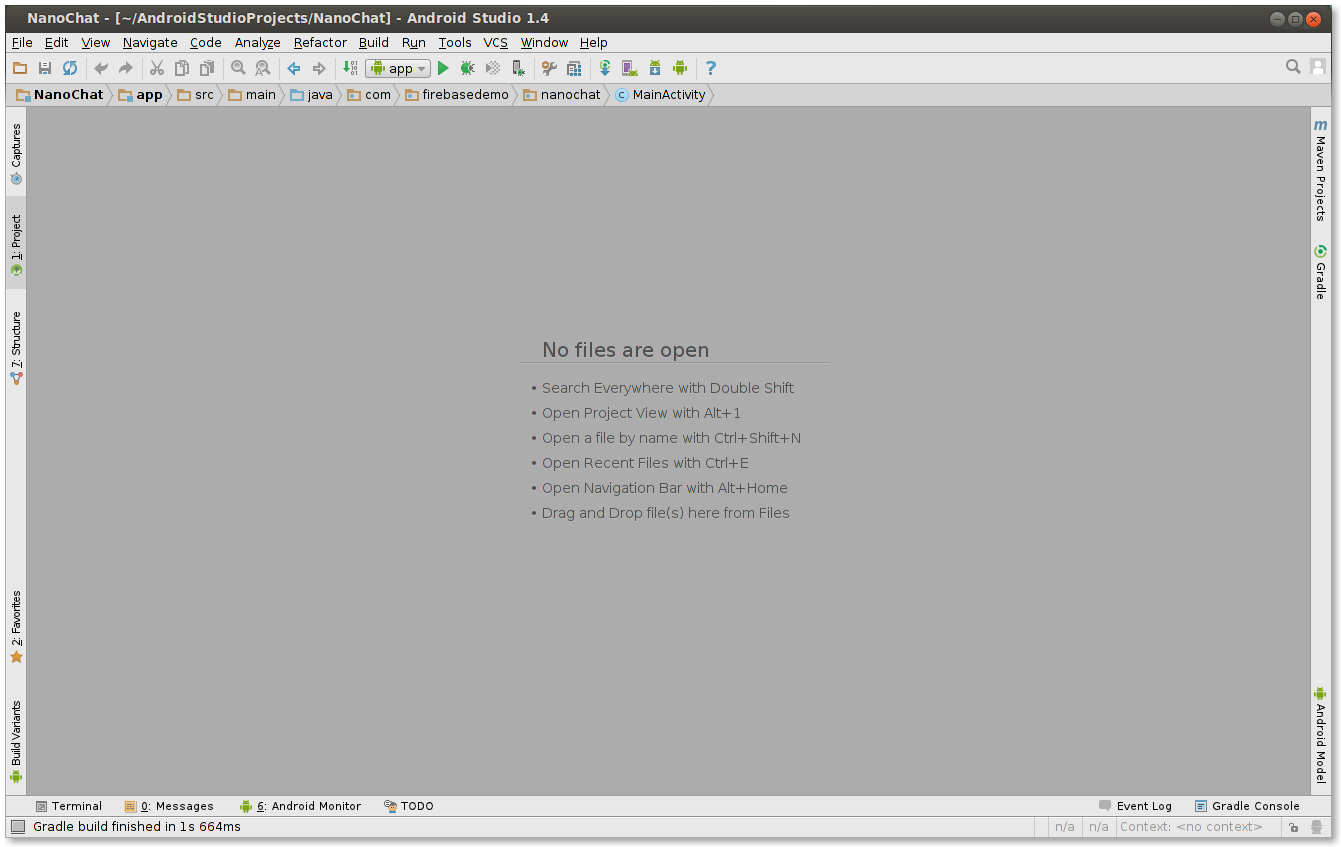 NanoChat - [~/AndroidStudioProjects/NanoChat] - Android Studio 1.4
File Edit View Navigate Code Analyze Refactor Build Run Tools VCS Window Help
app
NanoChat app src main java com firebasedemo nanochat MainActivity
Captures
1: Project
7: Structure
2: Favorites
Build Variants
Maven Projects
Gradle
Android Model
No files are open
• Search Everywhere with Double Shift
• Open Project View with Alt+1
• Open a file by name with Ctrl+Shift+N
• Open Recent Files with Ctrl+E
• Open Navigation Bar with Alt+Home
• Drag and Drop file(s) here from Files
Terminal 0: Messages 6: Android Monitor TODO Event Log Gradle Console
Gradle build finished in 1s 664ms n/a n/a Context: <no context>